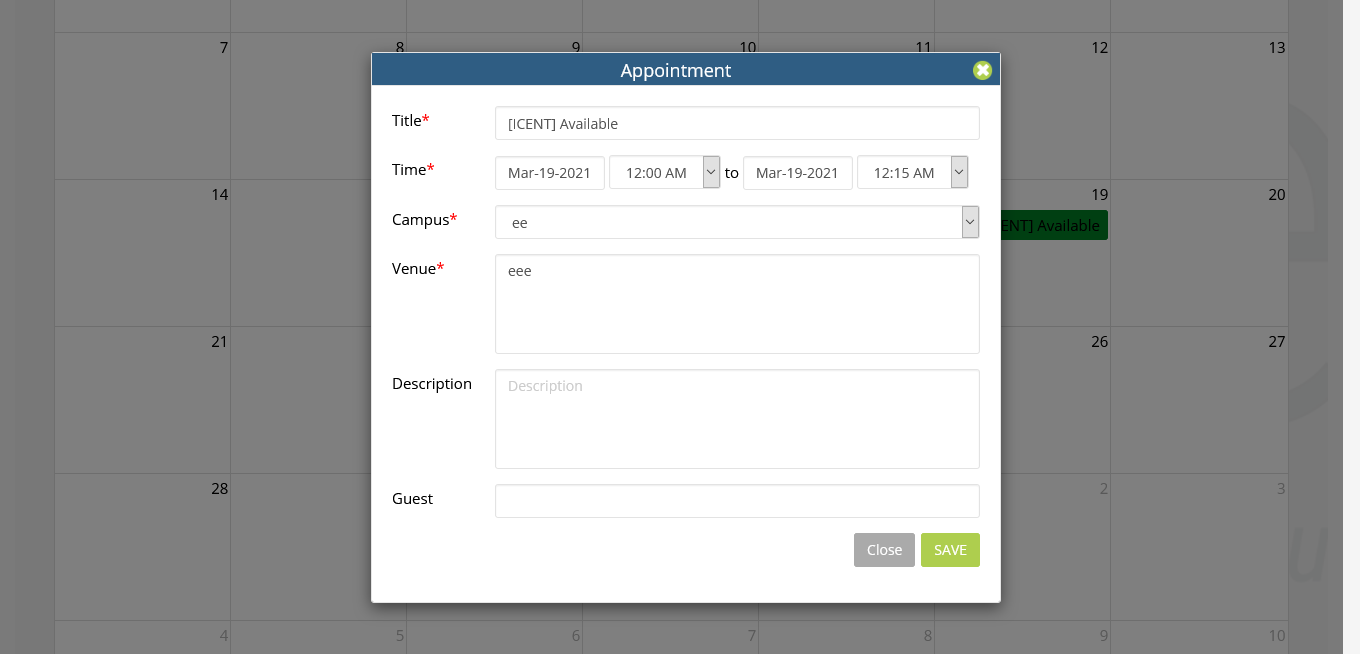 7 8 9 10 11 12 13
Appointment
Title* [ICENT] Available
Time* Mar-19-2021 12:00 AM to Mar-19-2021 12:15 AM
14 19 20
Campus* ee
ENT] Available
Venue* eee
21 26 27
Description Description
28 2 3
Guest
Close SAVE
u
4 5 6 7 8 9 10